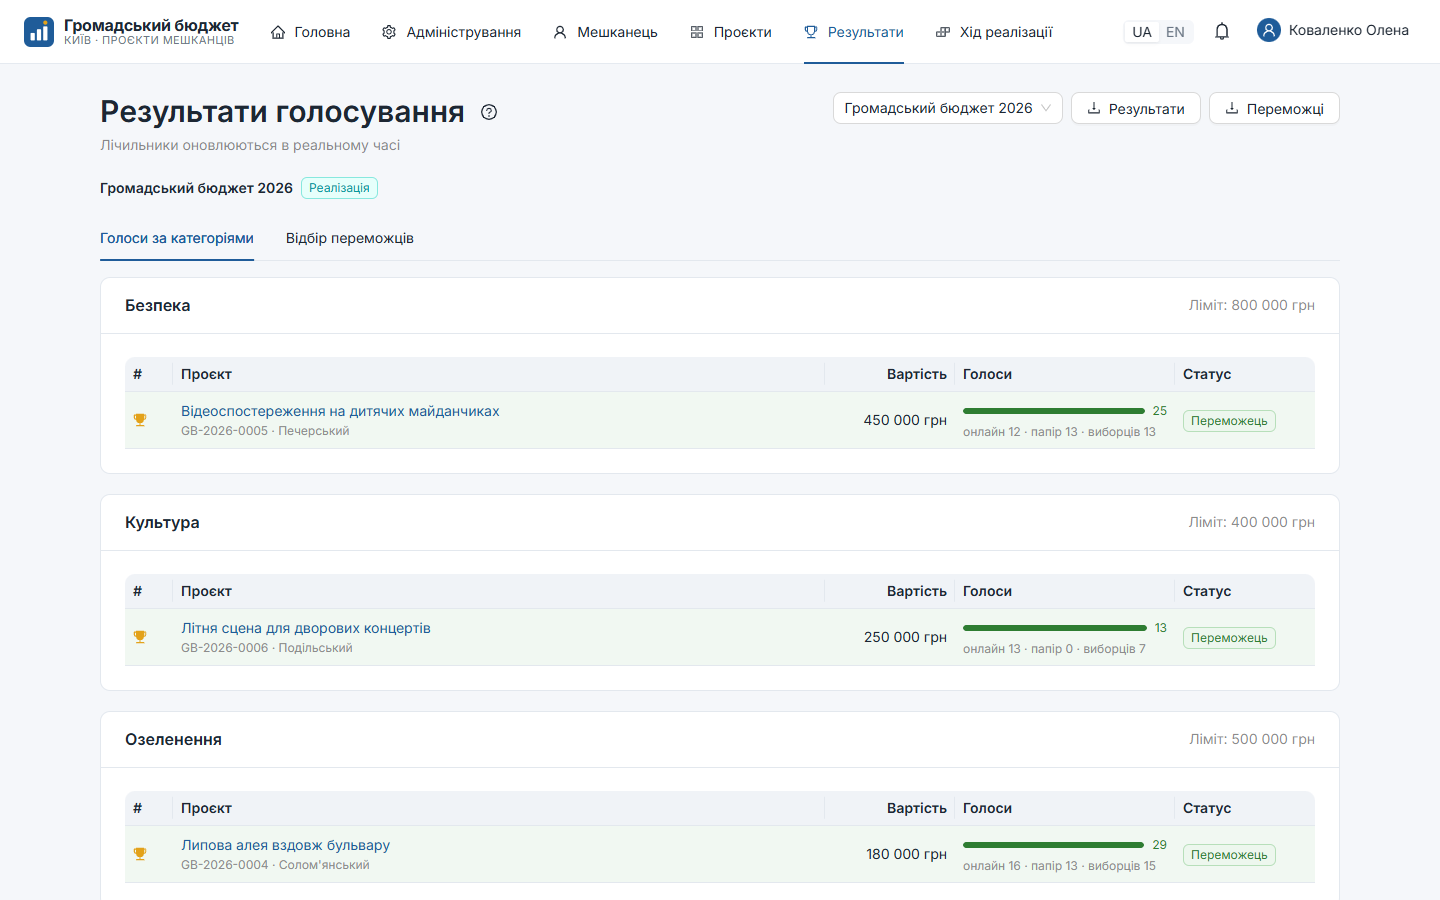 Громадський бюджет
КИЇВ · ПРОЄКТИ МЕШКАНЦІВ
Головна
Адміністрування
Мешканець
Проєкти
Результати
Хід реалізації
UA EN
Коваленко Олена
Результати голосування
Лічильники оновлюються в реальному часі
Громадський бюджет 2026
Результати
Переможці
Громадський бюджет 2026 Реалізація
Голоси за категоріями Відбір переможців
Безпека Ліміт: 800 000 грн
# Проєкт Вартість Голоси Статус
Відеоспостереження на дитячих майданчиках
GB-2026-0005 · Печерський
450 000 грн
25
онлайн 12 · папір 13 · виборців 13
Переможець
Культура Ліміт: 400 000 грн
# Проєкт Вартість Голоси Статус
Літня сцена для дворових концертів
GB-2026-0006 · Подільський
250 000 грн
13
онлайн 13 · папір 0 · виборців 7
Переможець
Озеленення Ліміт: 500 000 грн
# Проєкт Вартість Голоси Статус
Липова алея вздовж бульвару
GB-2026-0004 · Солом'янський
180 000 грн
29
онлайн 16 · папір 13 · виборців 15
Переможець